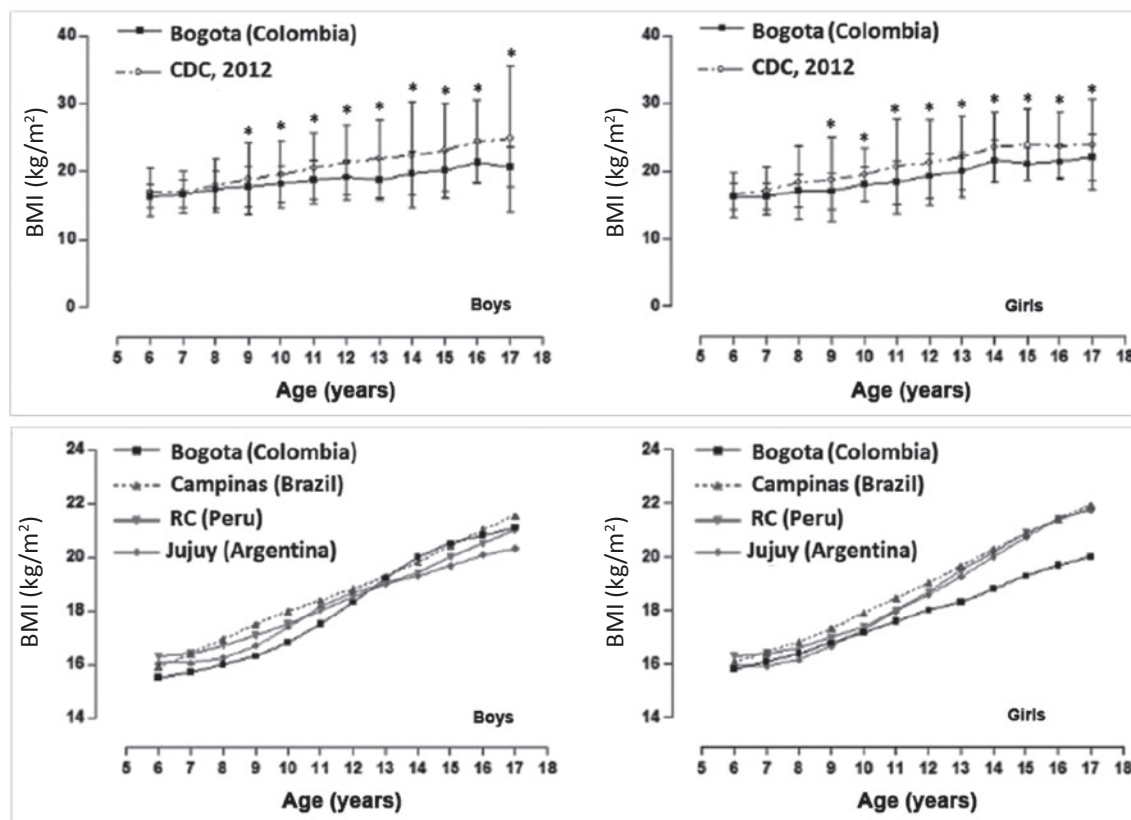 40
30
20
10
0
BMI (kg/m²)
Bogota (Colombia)
CDC, 2012
* * * * * * * * *
Boys
5 6 7 8 9 10 11 12 13 14 15 16 17 18
Age (years)
40
30
20
10
0
BMI (kg/m²)
Bogota (Colombia)
CDC, 2012
* * * * * * * * *
Girls
5 6 7 8 9 10 11 12 13 14 15 16 17 18
Age (years)
24
22
20
18
16
14
BMI (kg/m²)
Bogota (Colombia)
Campinas (Brazil)
RC (Peru)
Jujuy (Argentina)
Boys
5 6 7 8 9 10 11 12 13 14 15 16 17 18
Age (years)
24
22
20
18
16
14
BMI (kg/m²)
Bogota (Colombia)
Campinas (Brazil)
RC (Peru)
Jujuy (Argentina)
Girls
5 6 7 8 9 10 11 12 13 14 15 16 17 18
Age (years)